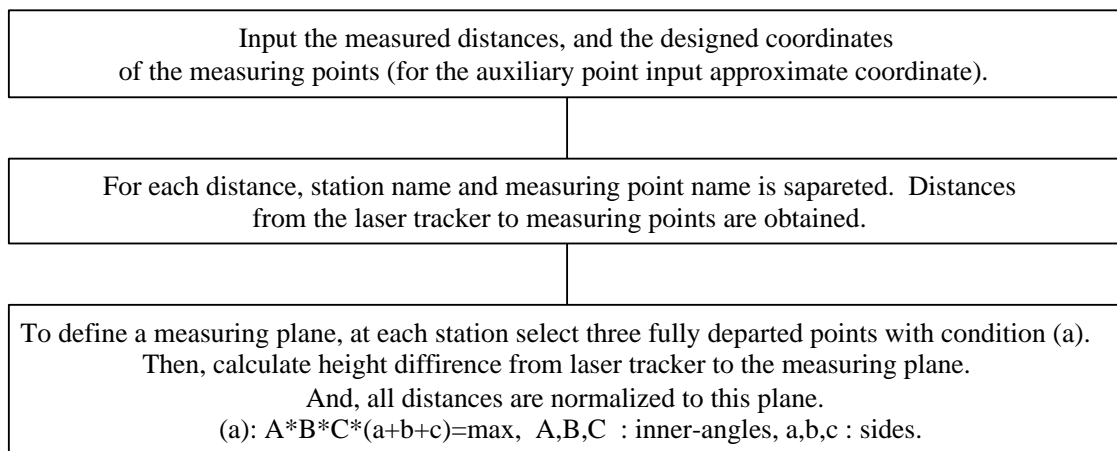 Input the measured distances, and the designed coordinates
of the measuring points (for the auxiliary point input approximate coordinate).
For each distance, station name and measuring point name is sapareted. Distances
from the laser tracker to measuring points are obtained.
To define a measuring plane, at each station select three fully departed points with condition (a).
Then, calculate height diffirence from laser tracker to the measuring plane.
And, all distances are normalized to this plane.
(a): A*B*C*(a+b+c)=max, A,B,C : inner-angles, a,b,c : sides.